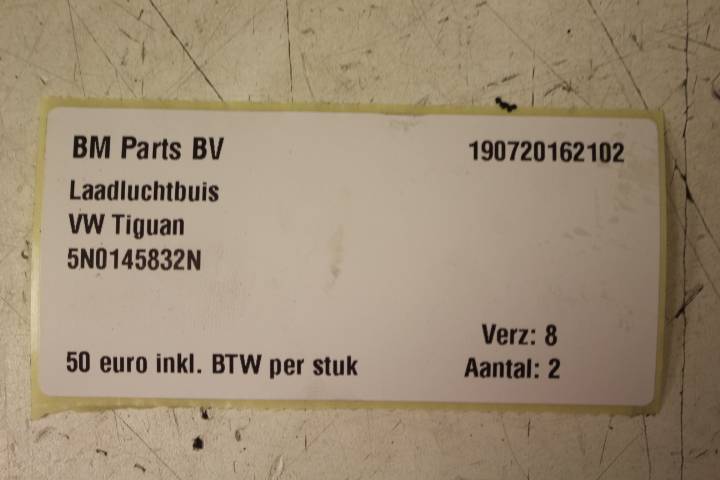 BM Parts BV 190720162102
Laadluchtbuis
VW Tiguan
5N0145832N
Verz: 8
50 euro inkl. BTW per stuk Aantal: 2